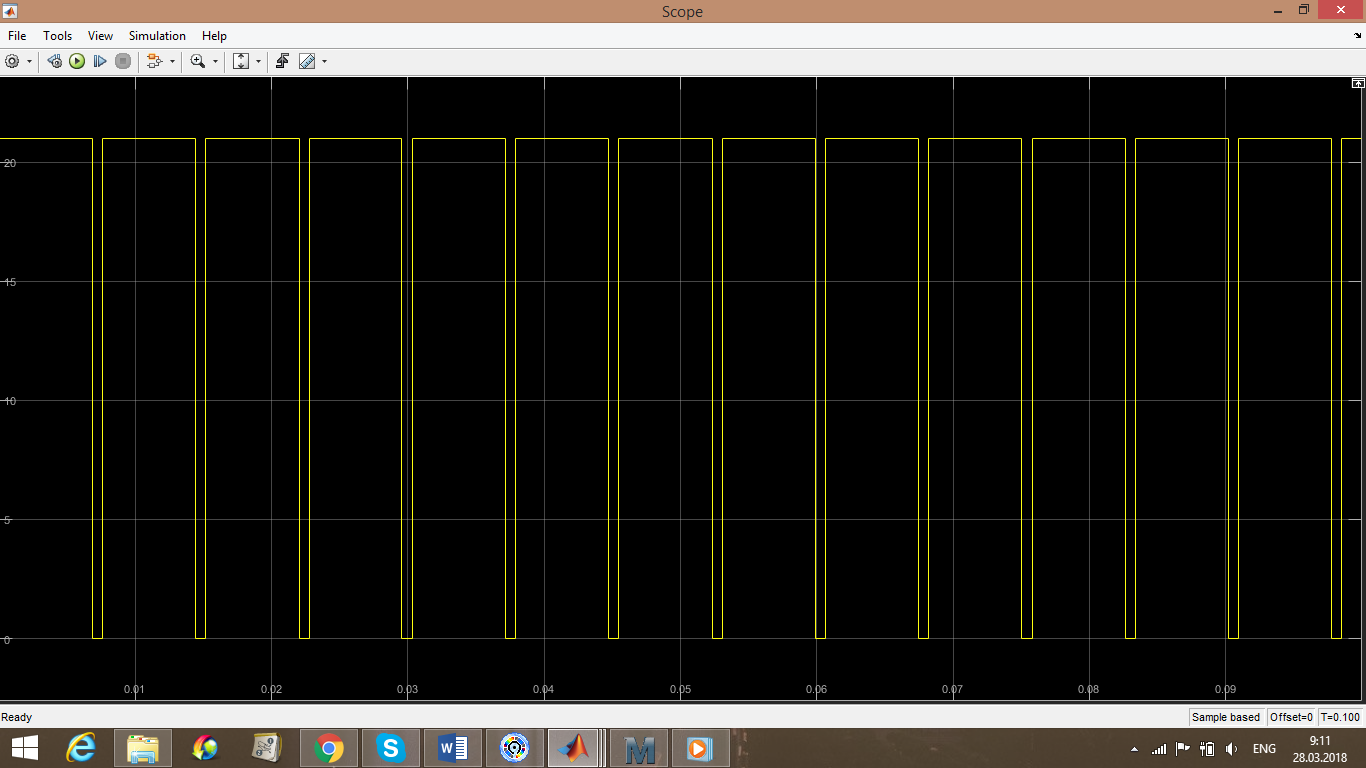 Scope
File Tools View Simulation Help
20
15
10
5
0
0.01 0.02 0.03 0.04 0.05 0.06 0.07 0.08 0.09
Ready Sample based Offset=0 T=0.100
ENG 9:11
28.03.2018